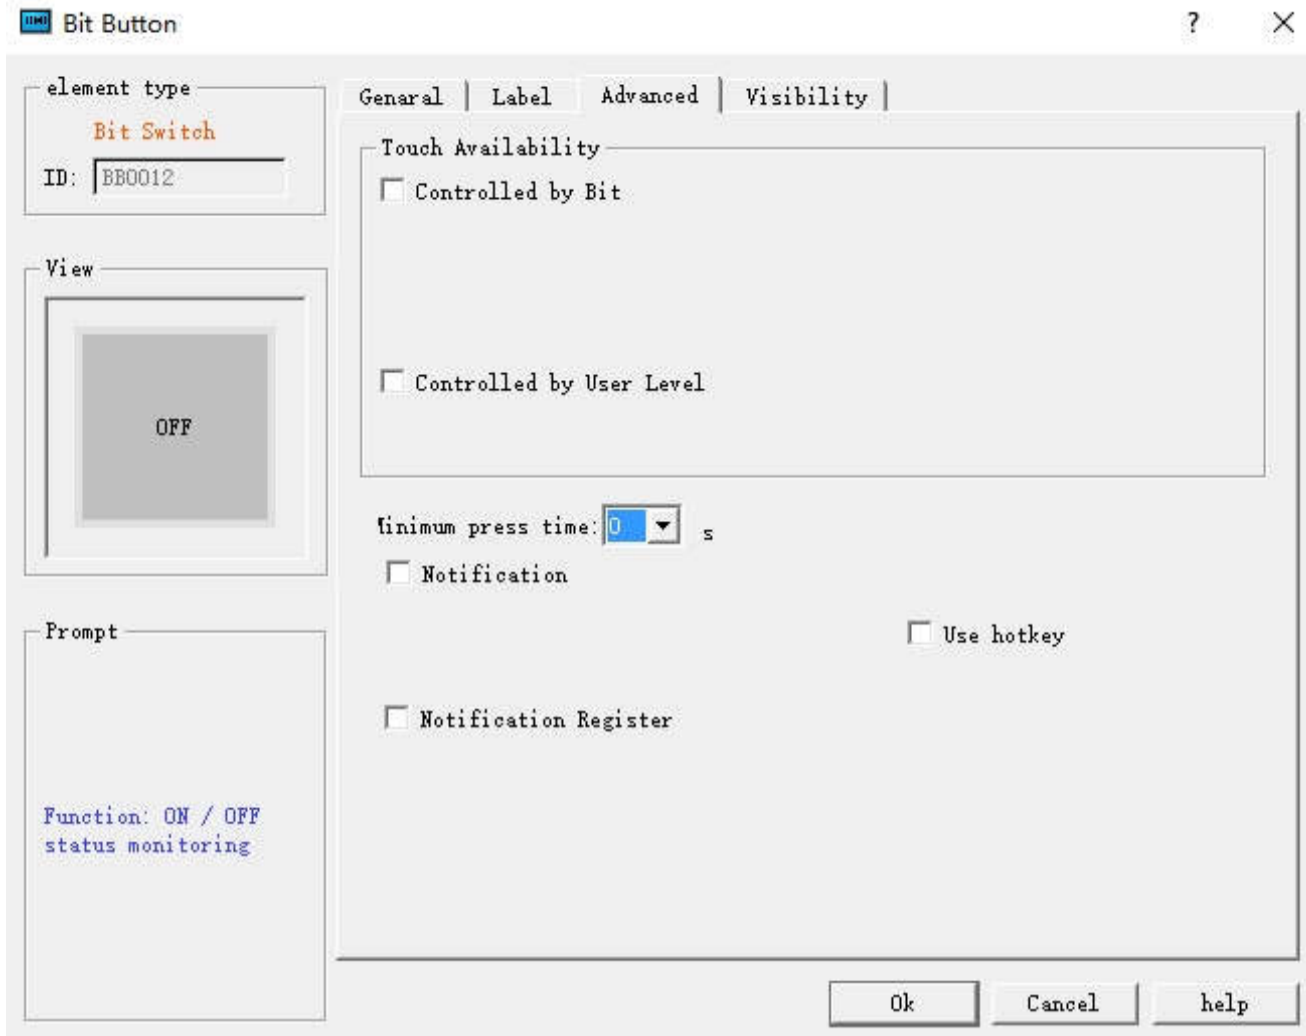 Bit Button
element type
Bit Switch
ID: BB0012
View
OFF
Prompt
Function: ON / OFF
status monitoring
Genaral Label Advanced Visibility
Touch Availability
Controlled by Bit
Controlled by User Level
Minimum press time: 0 s
Notification
Use hotkey
Notification Register
Ok Cancel help